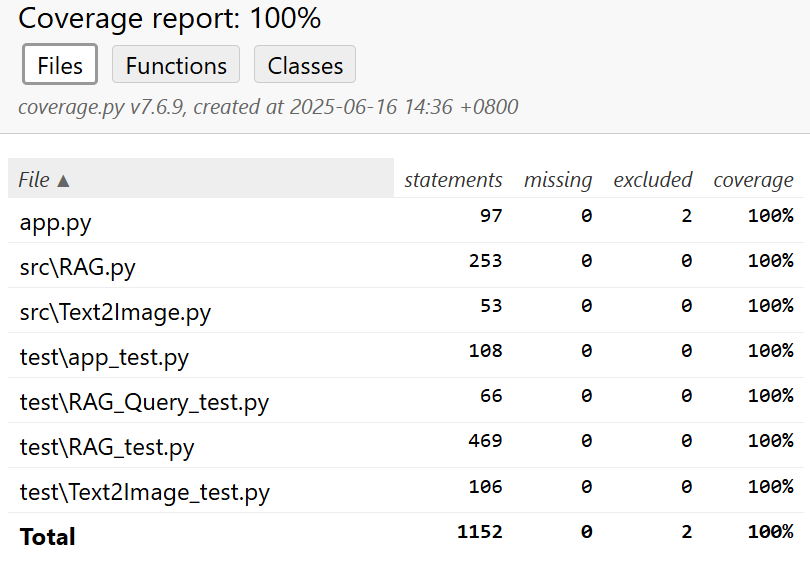 Coverage report: 100%
Files Functions Classes
coverage.py v7.6.9, created at 2025-06-16 14:36 +0800
File ▲ statements missing excluded coverage
app.py 97 0 2 100%
src\RAG.py 253 0 0 100%
src\Text2Image.py 53 0 0 100%
test\app_test.py 108 0 0 100%
test\RAG_Query_test.py 66 0 0 100%
test\RAG_test.py 469 0 0 100%
test\Text2Image_test.py 106 0 0 100%
Total 1152 0 2 100%